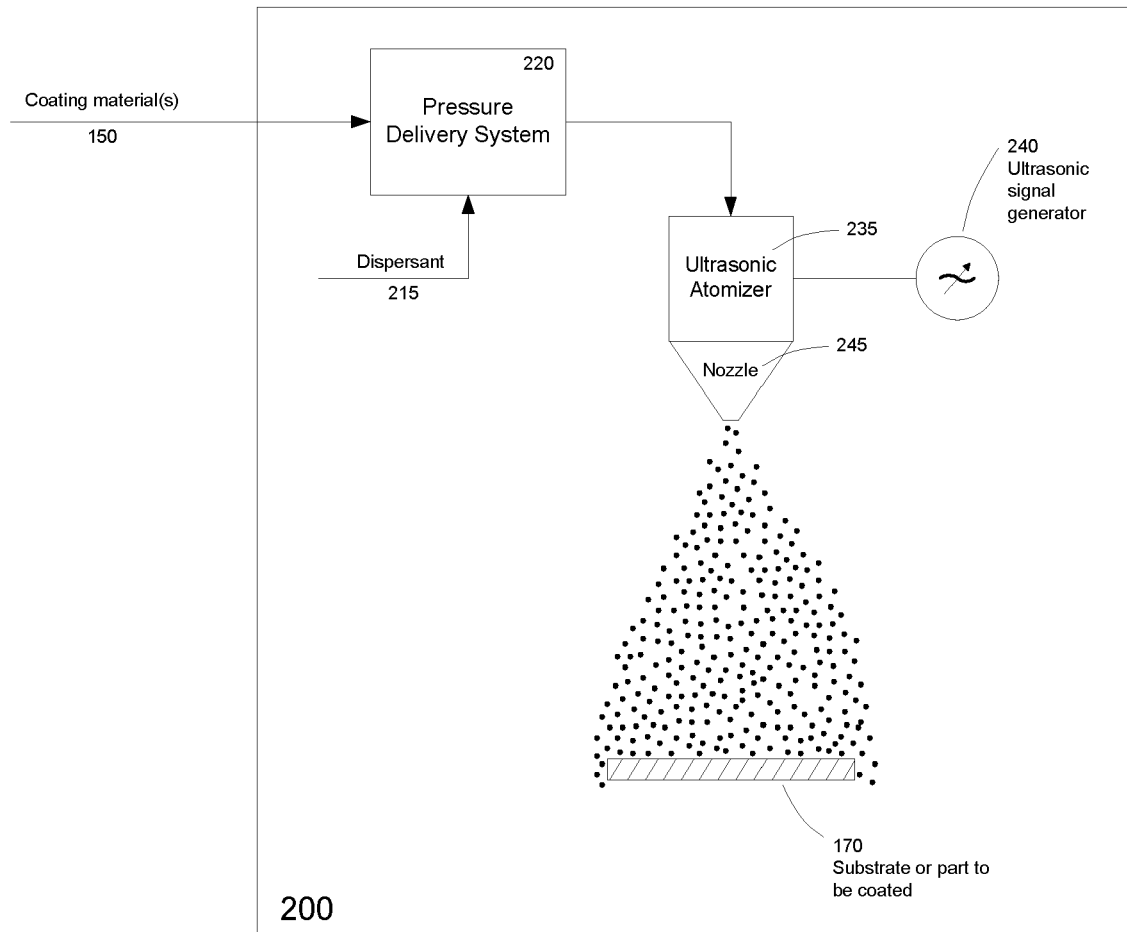 220
Pressure
Delivery System
Coating material(s)
150
Dispersant
215
240
Ultrasonic
signal
generator
235
Ultrasonic
Atomizer
245
Nozzle
170
Substrate or part to
be coated
200